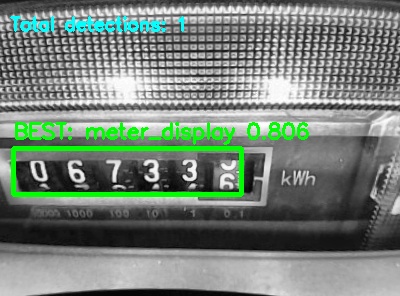 Total detections: 1
BEST: meter_display 0.806
0 6 7 3 3 6
kWh
10000 1000 100 10 1 0.1